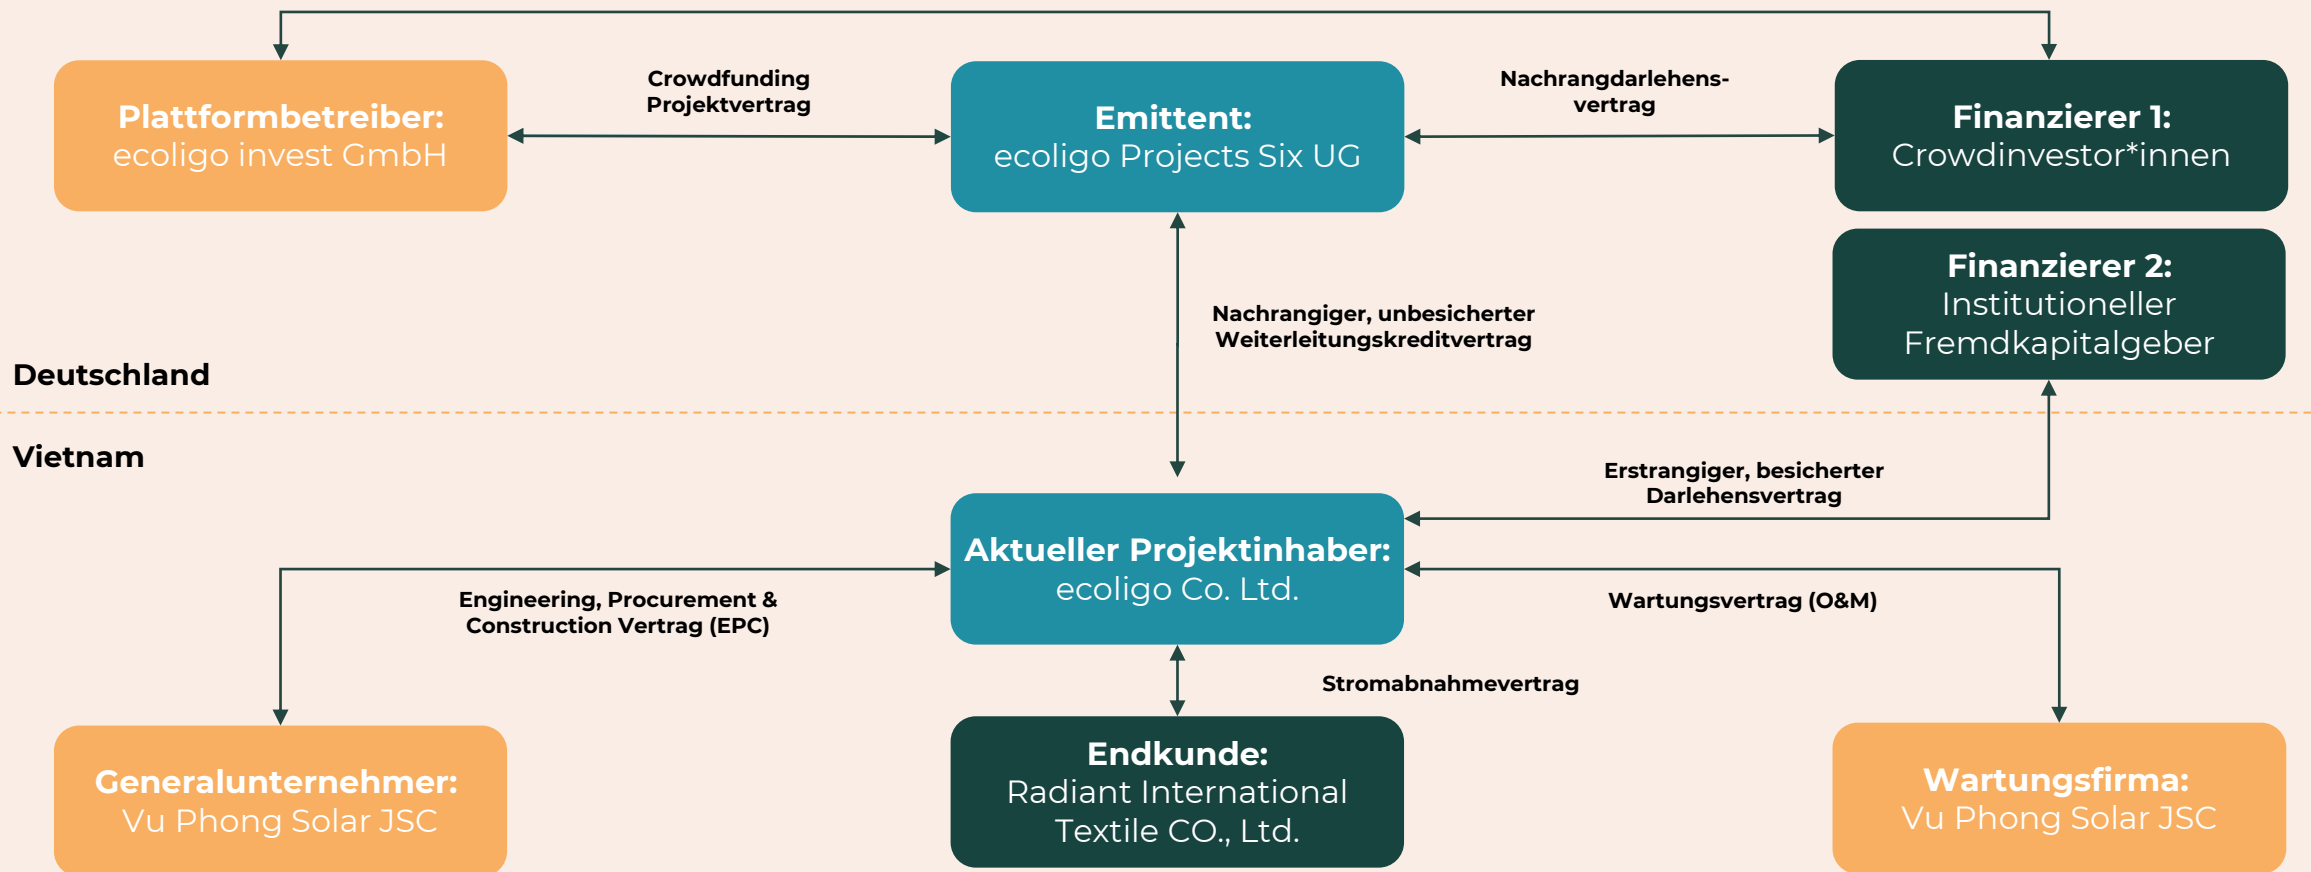 Plattformbetreiber:
ecoligo invest GmbH
Crowdfunding
Projektvertrag
Emittent:
ecoligo Projects Six UG
Nachrangdarlehens-
vertrag
Finanzierer 1:
Crowdinvestor*innen
Finanzierer 2:
Institutioneller
Fremdkapitalgeber
Nachrangiger, unbesicherter
Weiterleitungskreditvertrag
Deutschland
Vietnam
Erstrangiger, besicherter
Darlehensvertrag
Aktueller Projektinhaber:
ecoligo Co. Ltd.
Engineering, Procurement &
Construction Vertrag (EPC)
Wartungsvertrag (O&M)
Stromabnahmevertrag
Generalunternehmer:
Vu Phong Solar JSC
Endkunde:
Radiant International
Textile CO., Ltd.
Wartungsfirma:
Vu Phong Solar JSC